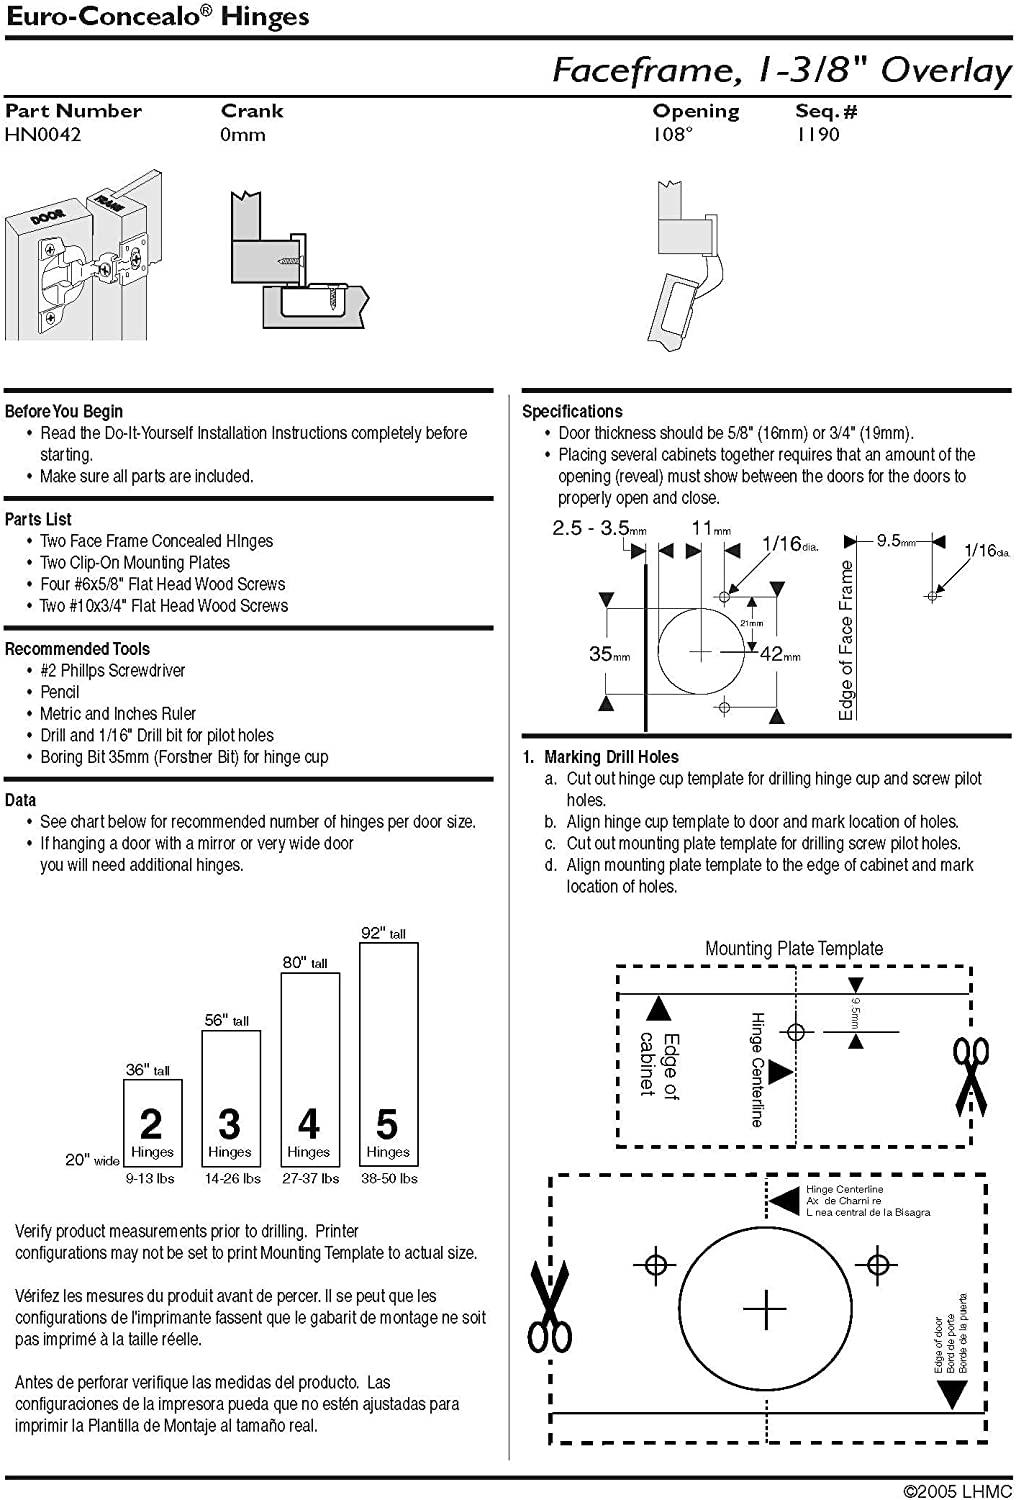 Euro-Concealo® Hinges
Faceframe, 1-3/8" Overlay
Part Number
HN0042
Crank
0mm
Opening
108°
Seq. #
1190
DOOR
FRAME
Before You Begin
• Read the Do-It-Yourself Installation Instructions completely before
starting.
• Make sure all parts are included.
Parts List
• Two Face Frame Concealed HInges
• Two Clip-On Mounting Plates
• Four #6x5/8" Flat Head Wood Screws
• Two #10x3/4" Flat Head Wood Screws
Recommended Tools
• #2 Phillps Screwdriver
• Pencil
• Metric and Inches Ruler
• Drill and 1/16" Drill bit for pilot holes
• Boring Bit 35mm (Forstner Bit) for hinge cup
Data
• See chart below for recommended number of hinges per door size.
• If hanging a door with a mirror or very wide door
you will need additional hinges.
92" tall
80" tall
56" tall
36" tall
2
3
4
5
Hinges
Hinges
Hinges
Hinges
20" wide
9-13 lbs
14-26 lbs
27-37 lbs
38-50 lbs
Verify product measurements prior to drilling. Printer
configurations may not be set to print Mounting Template to actual size.
Vérifez les mesures du produit avant de percer. Il se peut que les
configurations de l'imprimante fassent que le gabarit de montage ne soit
pas imprimé à la taille réelle.
Antes de perforar verifique las medidas del producto. Las
configuraciones de la impresora pueda que no estén ajustadas para
imprimir la Plantilla de Montaje al tamaño real.
Specifications
• Door thickness should be 5/8" (16mm) or 3/4" (19mm).
• Placing several cabinets together requires that an amount of the
opening (reveal) must show between the doors for the doors to
properly open and close.
2.5 - 3.5mm
11mm
1/16dia.
9.5mm
1/16dia.
21mm
35mm
42mm
Edge of Face Frame
1. Marking Drill Holes
a. Cut out hinge cup template for drilling hinge cup and screw pilot
holes.
b. Align hinge cup template to door and mark location of holes.
c. Cut out mounting plate template for drilling screw pilot holes.
d. Align mounting plate template to the edge of cabinet and mark
location of holes.
Mounting Plate Template
Edge of
cabinet
Hinge Centerline
9.5mm
Hinge Centerline
Ax de Charni re
L nea central de la Bisagra
Edge of door
Bord de porte
Borde de la puerta
©2005 LHMC